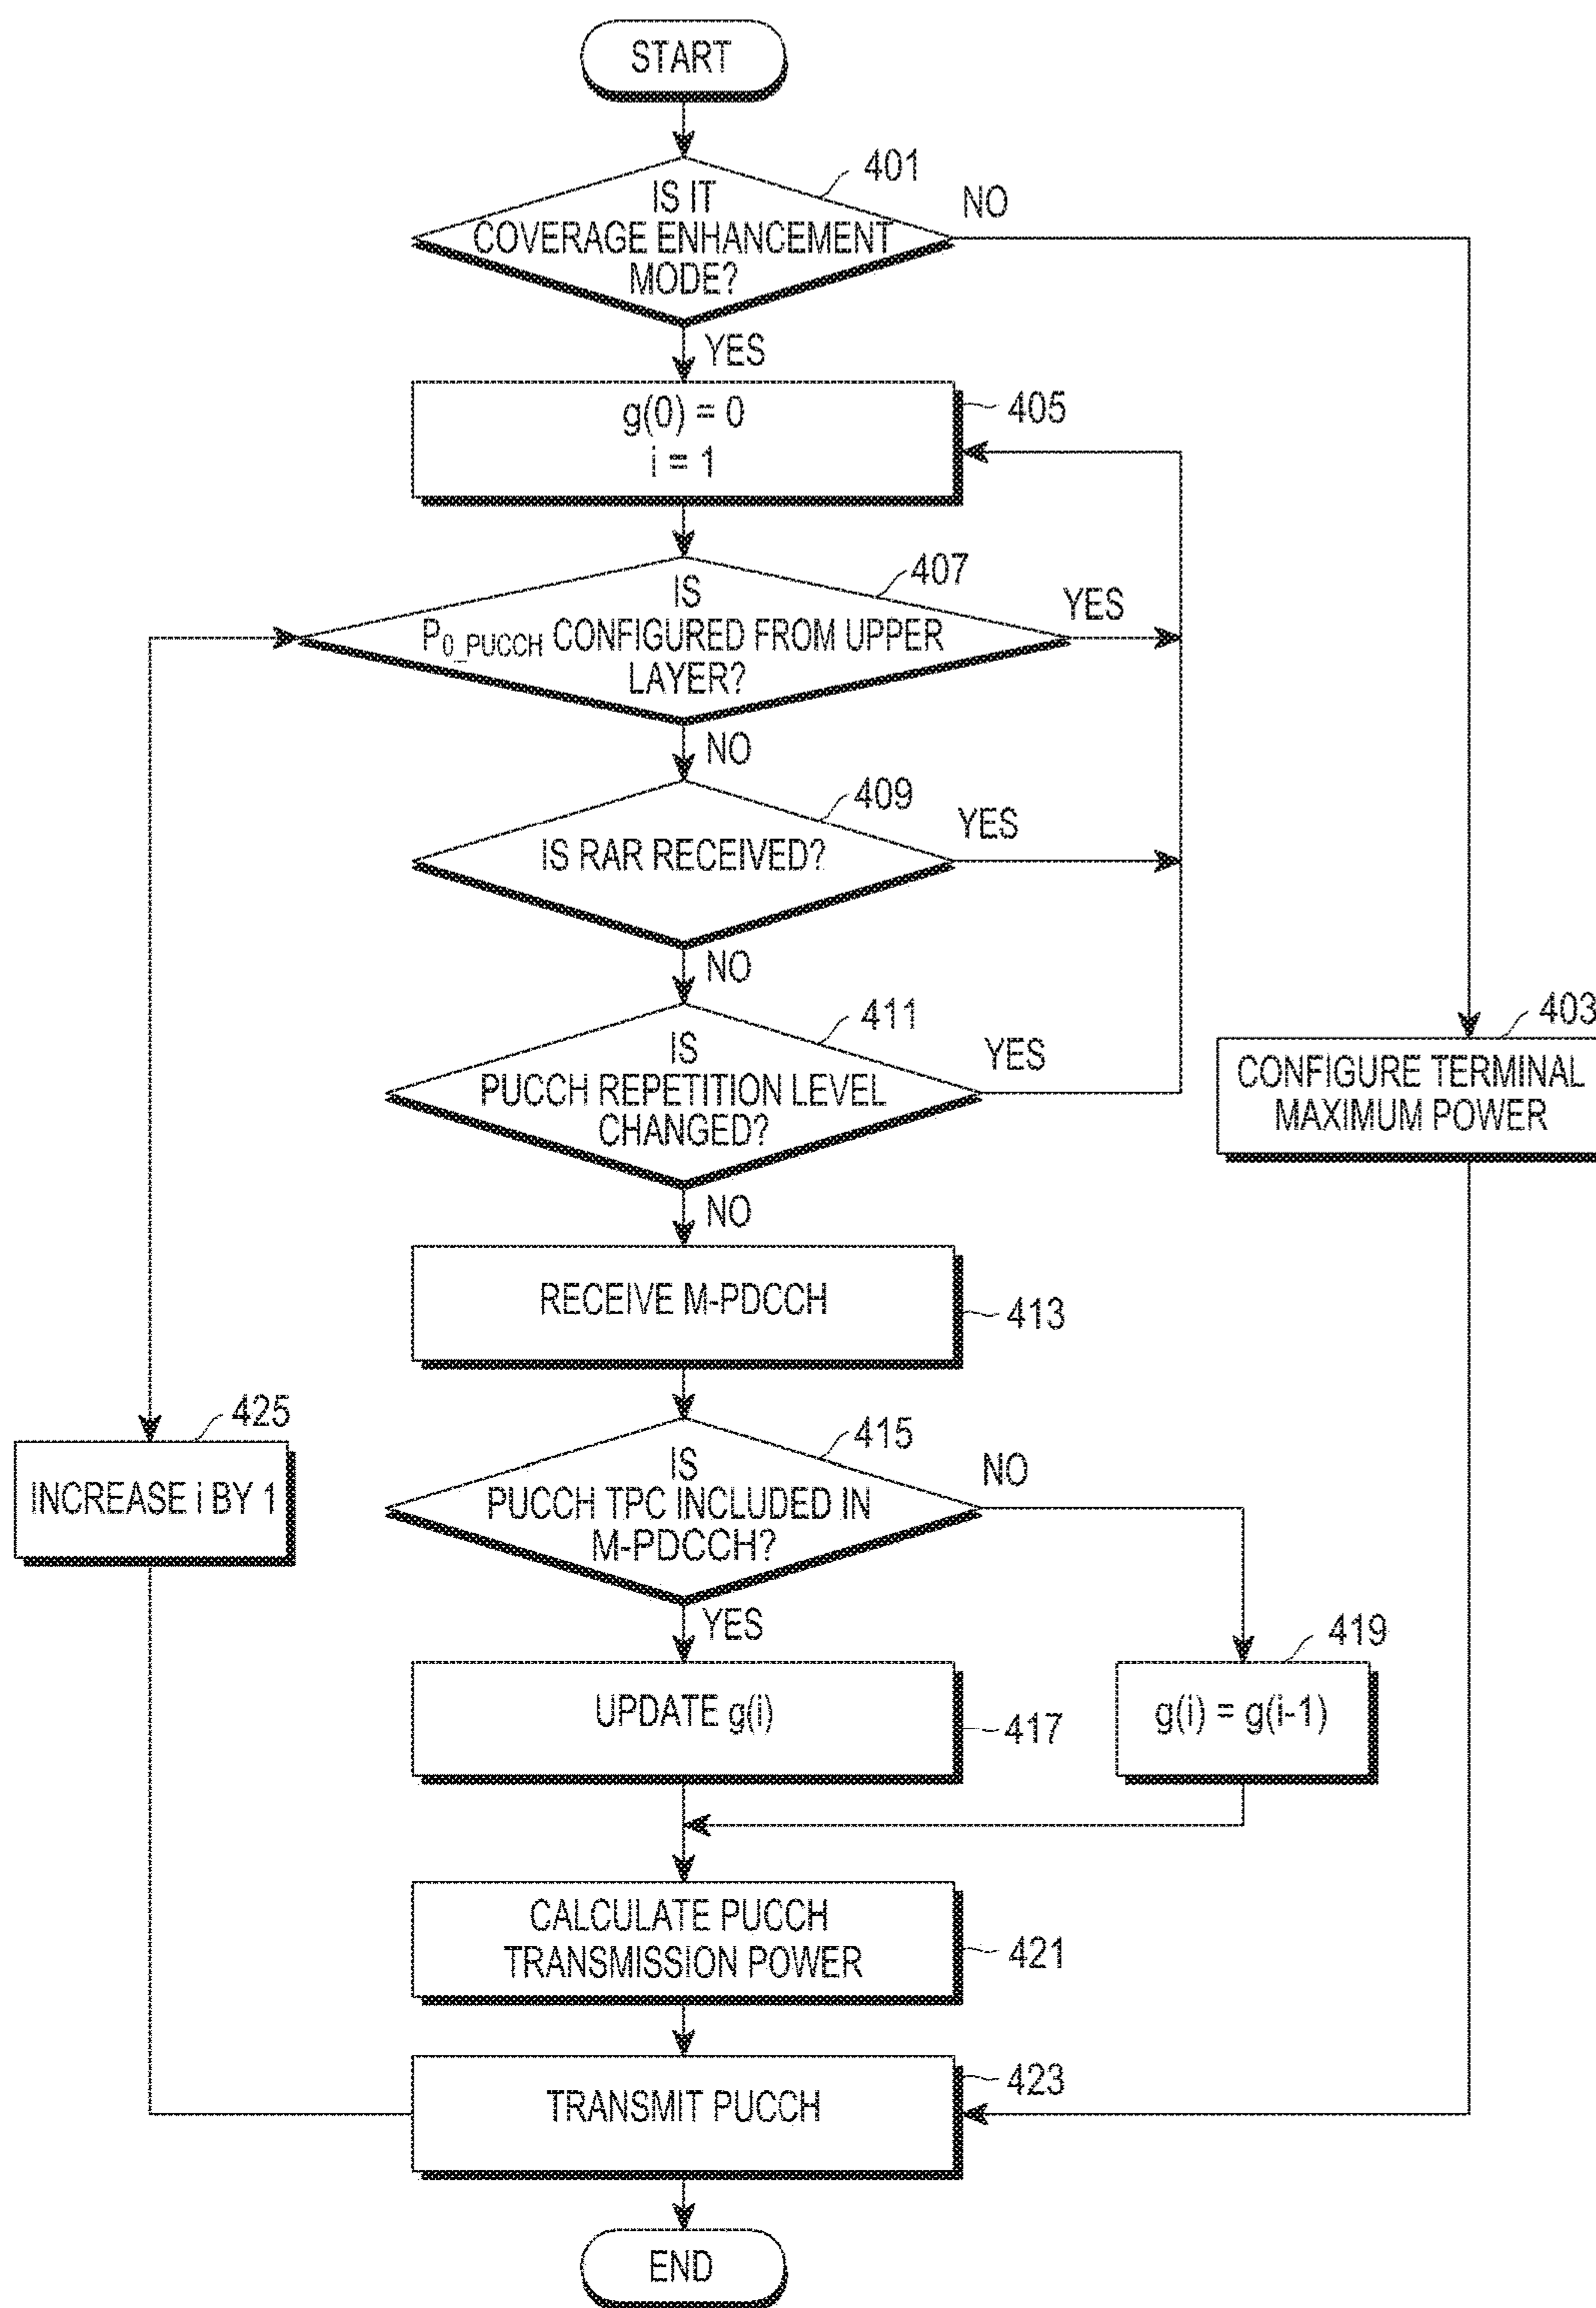 START
401
IS IT
COVERAGE ENHANCEMENT
MODE?
NO
YES
g(0) = 0
i = 1
405
407
IS
P0_PUCCH CONFIGURED FROM UPPER
LAYER?
YES
NO
409
IS RAR RECEIVED?
YES
NO
411
IS
PUCCH REPETITION LEVEL
CHANGED?
YES
403
CONFIGURE TERMINAL
MAXIMUM POWER
NO
RECEIVE M-PDCCH
413
425
INCREASE i BY 1
415
IS
PUCCH TPC INCLUDED IN
M-PDCCH?
NO
YES
419
UPDATE g(i)
417
g(i) = g(i-1)
CALCULATE PUCCH
TRANSMISSION POWER
421
TRANSMIT PUCCH
423
END